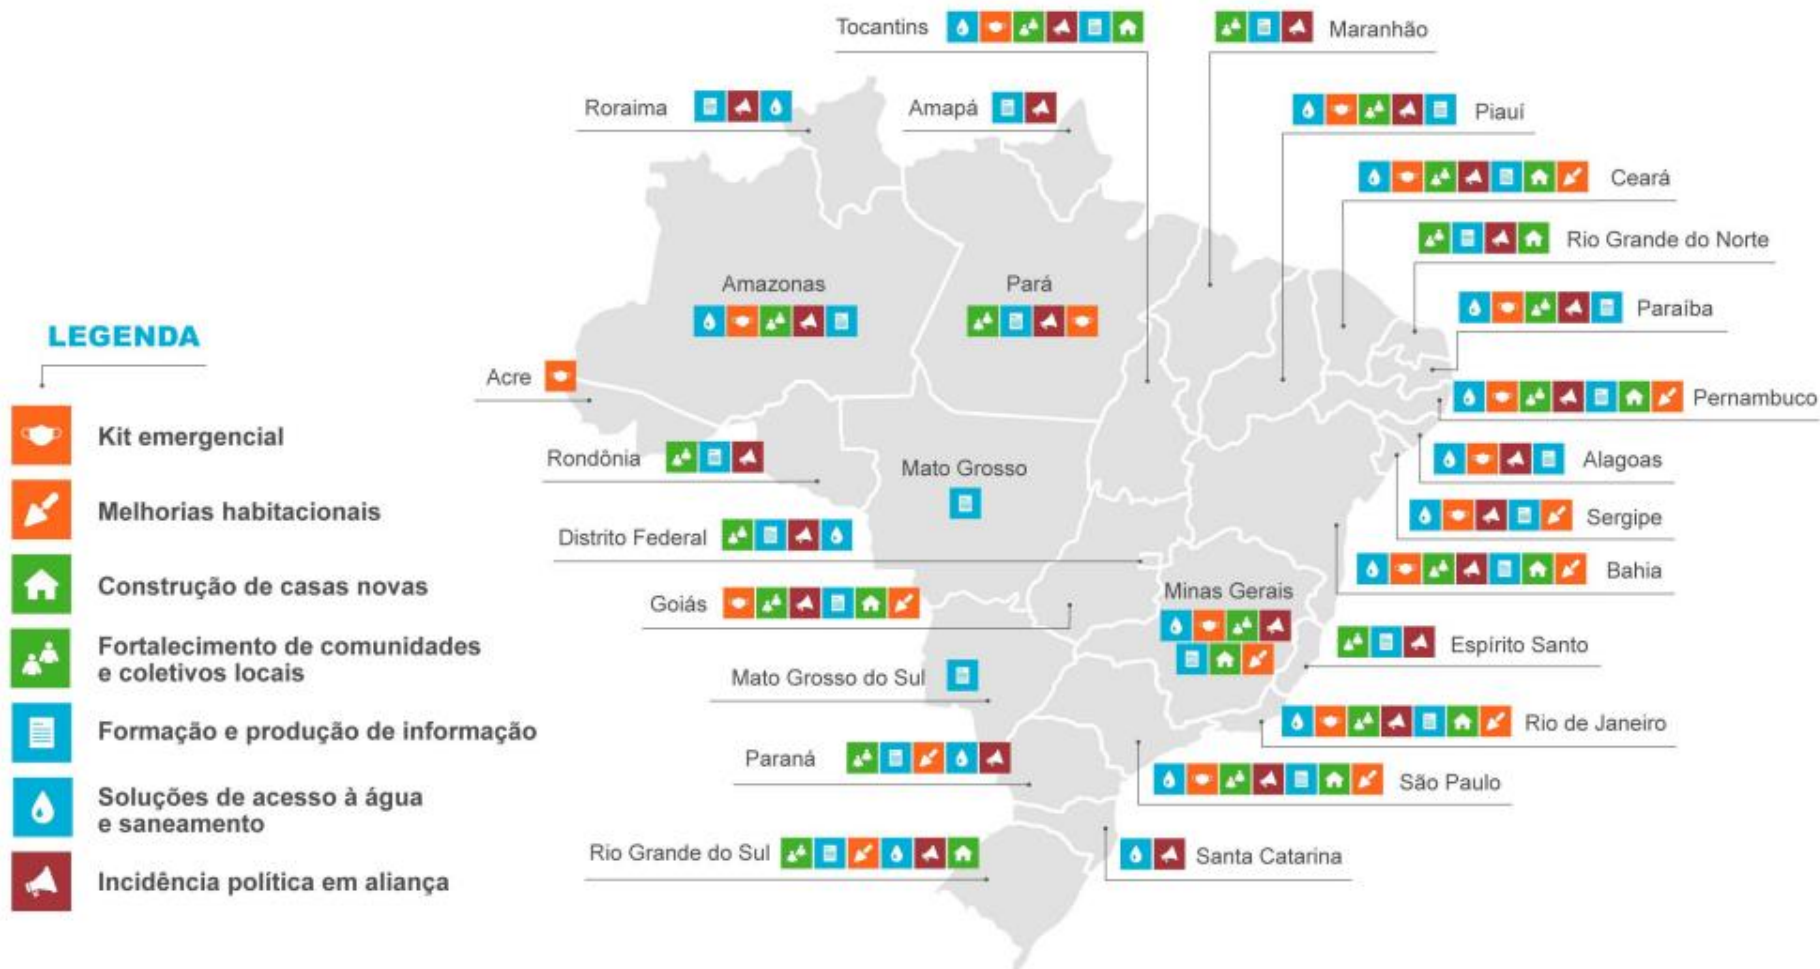 Tocantins
Maranhão
Roraima
Amapá
Piauí
Ceará
Rio Grande do Norte
Amazonas
Pará
Paraíba
LEGENDA
Acre
Pernambuco
Kit emergencial
Rondônia
Mato Grosso
Alagoas
Melhorias habitacionais
Sergipe
Distrito Federal
Bahia
Construção de casas novas
Goiás
Minas Gerais
Fortalecimento de comunidades
e coletivos locais
Espírito Santo
Mato Grosso do Sul
Formação e produção de informação
Rio de Janeiro
Paraná
São Paulo
Soluções de acesso à água
e saneamento
Rio Grande do Sul
Santa Catarina
Incidência política em aliança